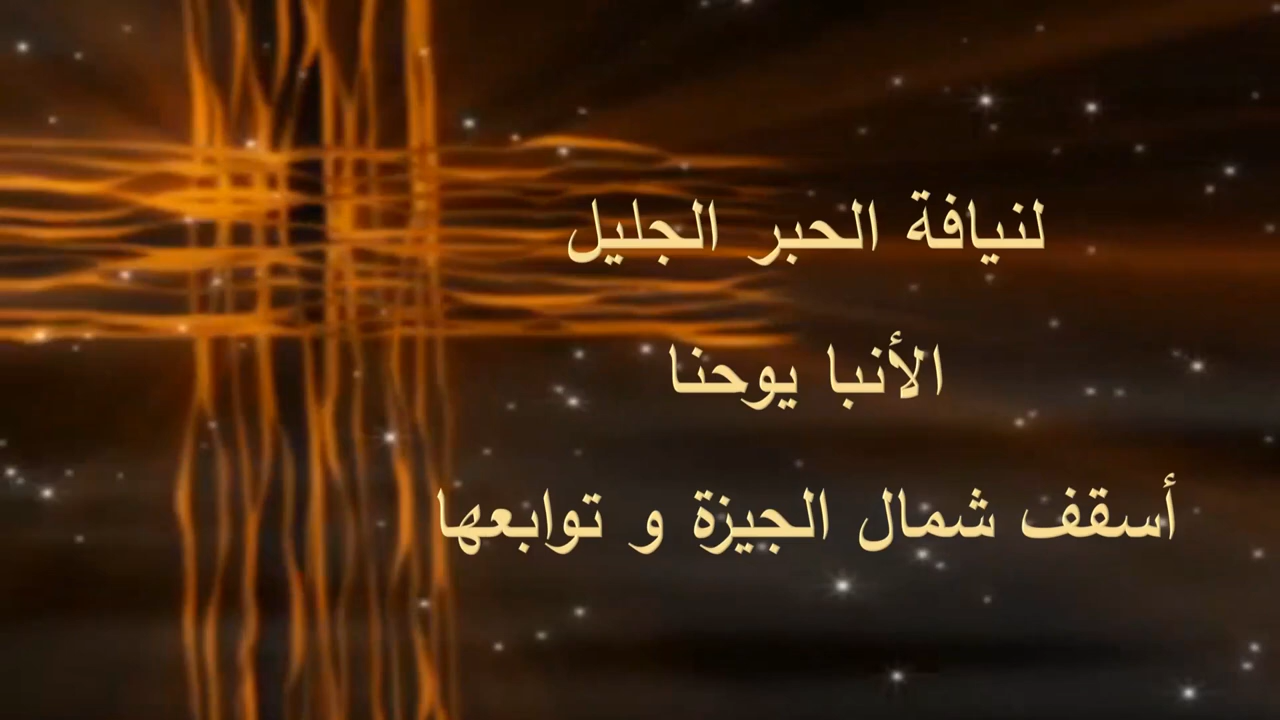 لنيافة الحبر الجليل
الأنبا يوحنا
أسقف شمال الجيزة و توابعها